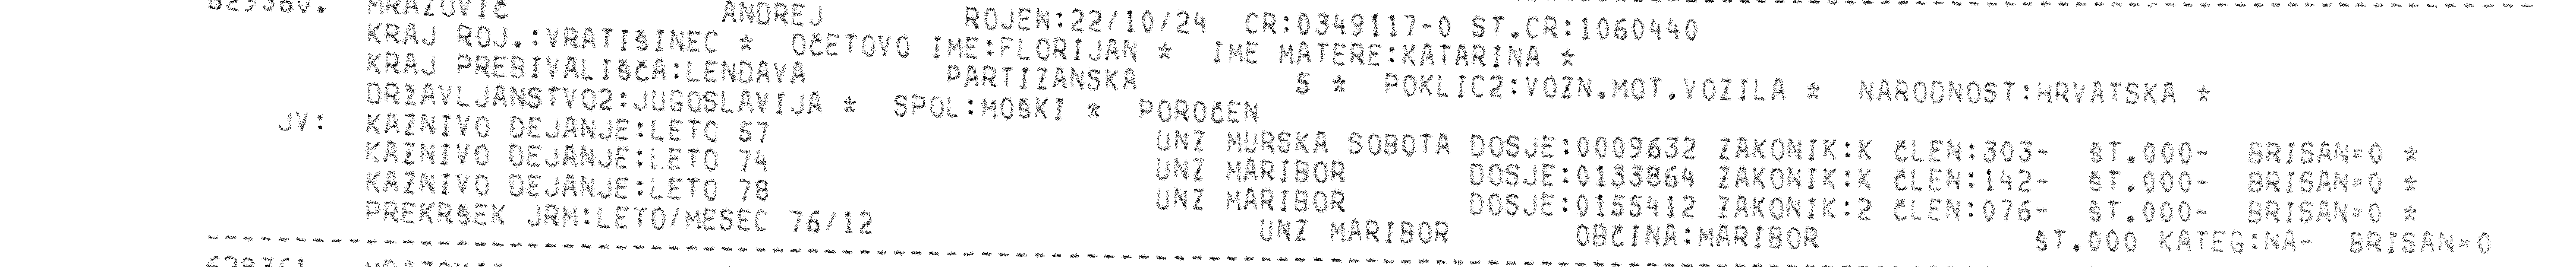 629360. MRAZOVIČ ANDREJ ROJEN:22/10/24 CR:0349117-0 ST.CR:1060440
KRAJ ROJ.:VRATIŠINEC * OČETOVO IME:FLORIJAN * IME MATERE:KATARINA *
KRAJ PREBIVALIŠČA:LENDAVA PARTIZANSKA 5 * POKLIC2:VOZN.MOT.VOZILA * NARODNOST:HRVATSKA *
DRŽAVLJANSTVO2:JUGOSLAVIJA * SPOL:MOŠKI * POROČEN
JV: KAZNIVO DEJANJE:LETO 67 UNZ MURSKA SOBOTA DOSJE:0009632 ZAKONIK:K ČLEN:303- ŠT.000- BRISAN=0 *
KAZNIVO DEJANJE:LETO 74 UNZ MARIBOR DOSJE:0133864 ZAKONIK:K ČLEN:142- ŠT.000- BRISAN=0 *
KAZNIVO DEJANJE:LETO 78 UNZ MARIBOR DOSJE:0155412 ZAKONIK:2 ČLEN:076- ŠT.000- BRISAN=0 *
PREKRŠEK JRM:LETO/MESEC 76/12 UNZ MARIBOR OBČINA:MARIBOR ŠT.000 KATEG:NA- BRISAN=0